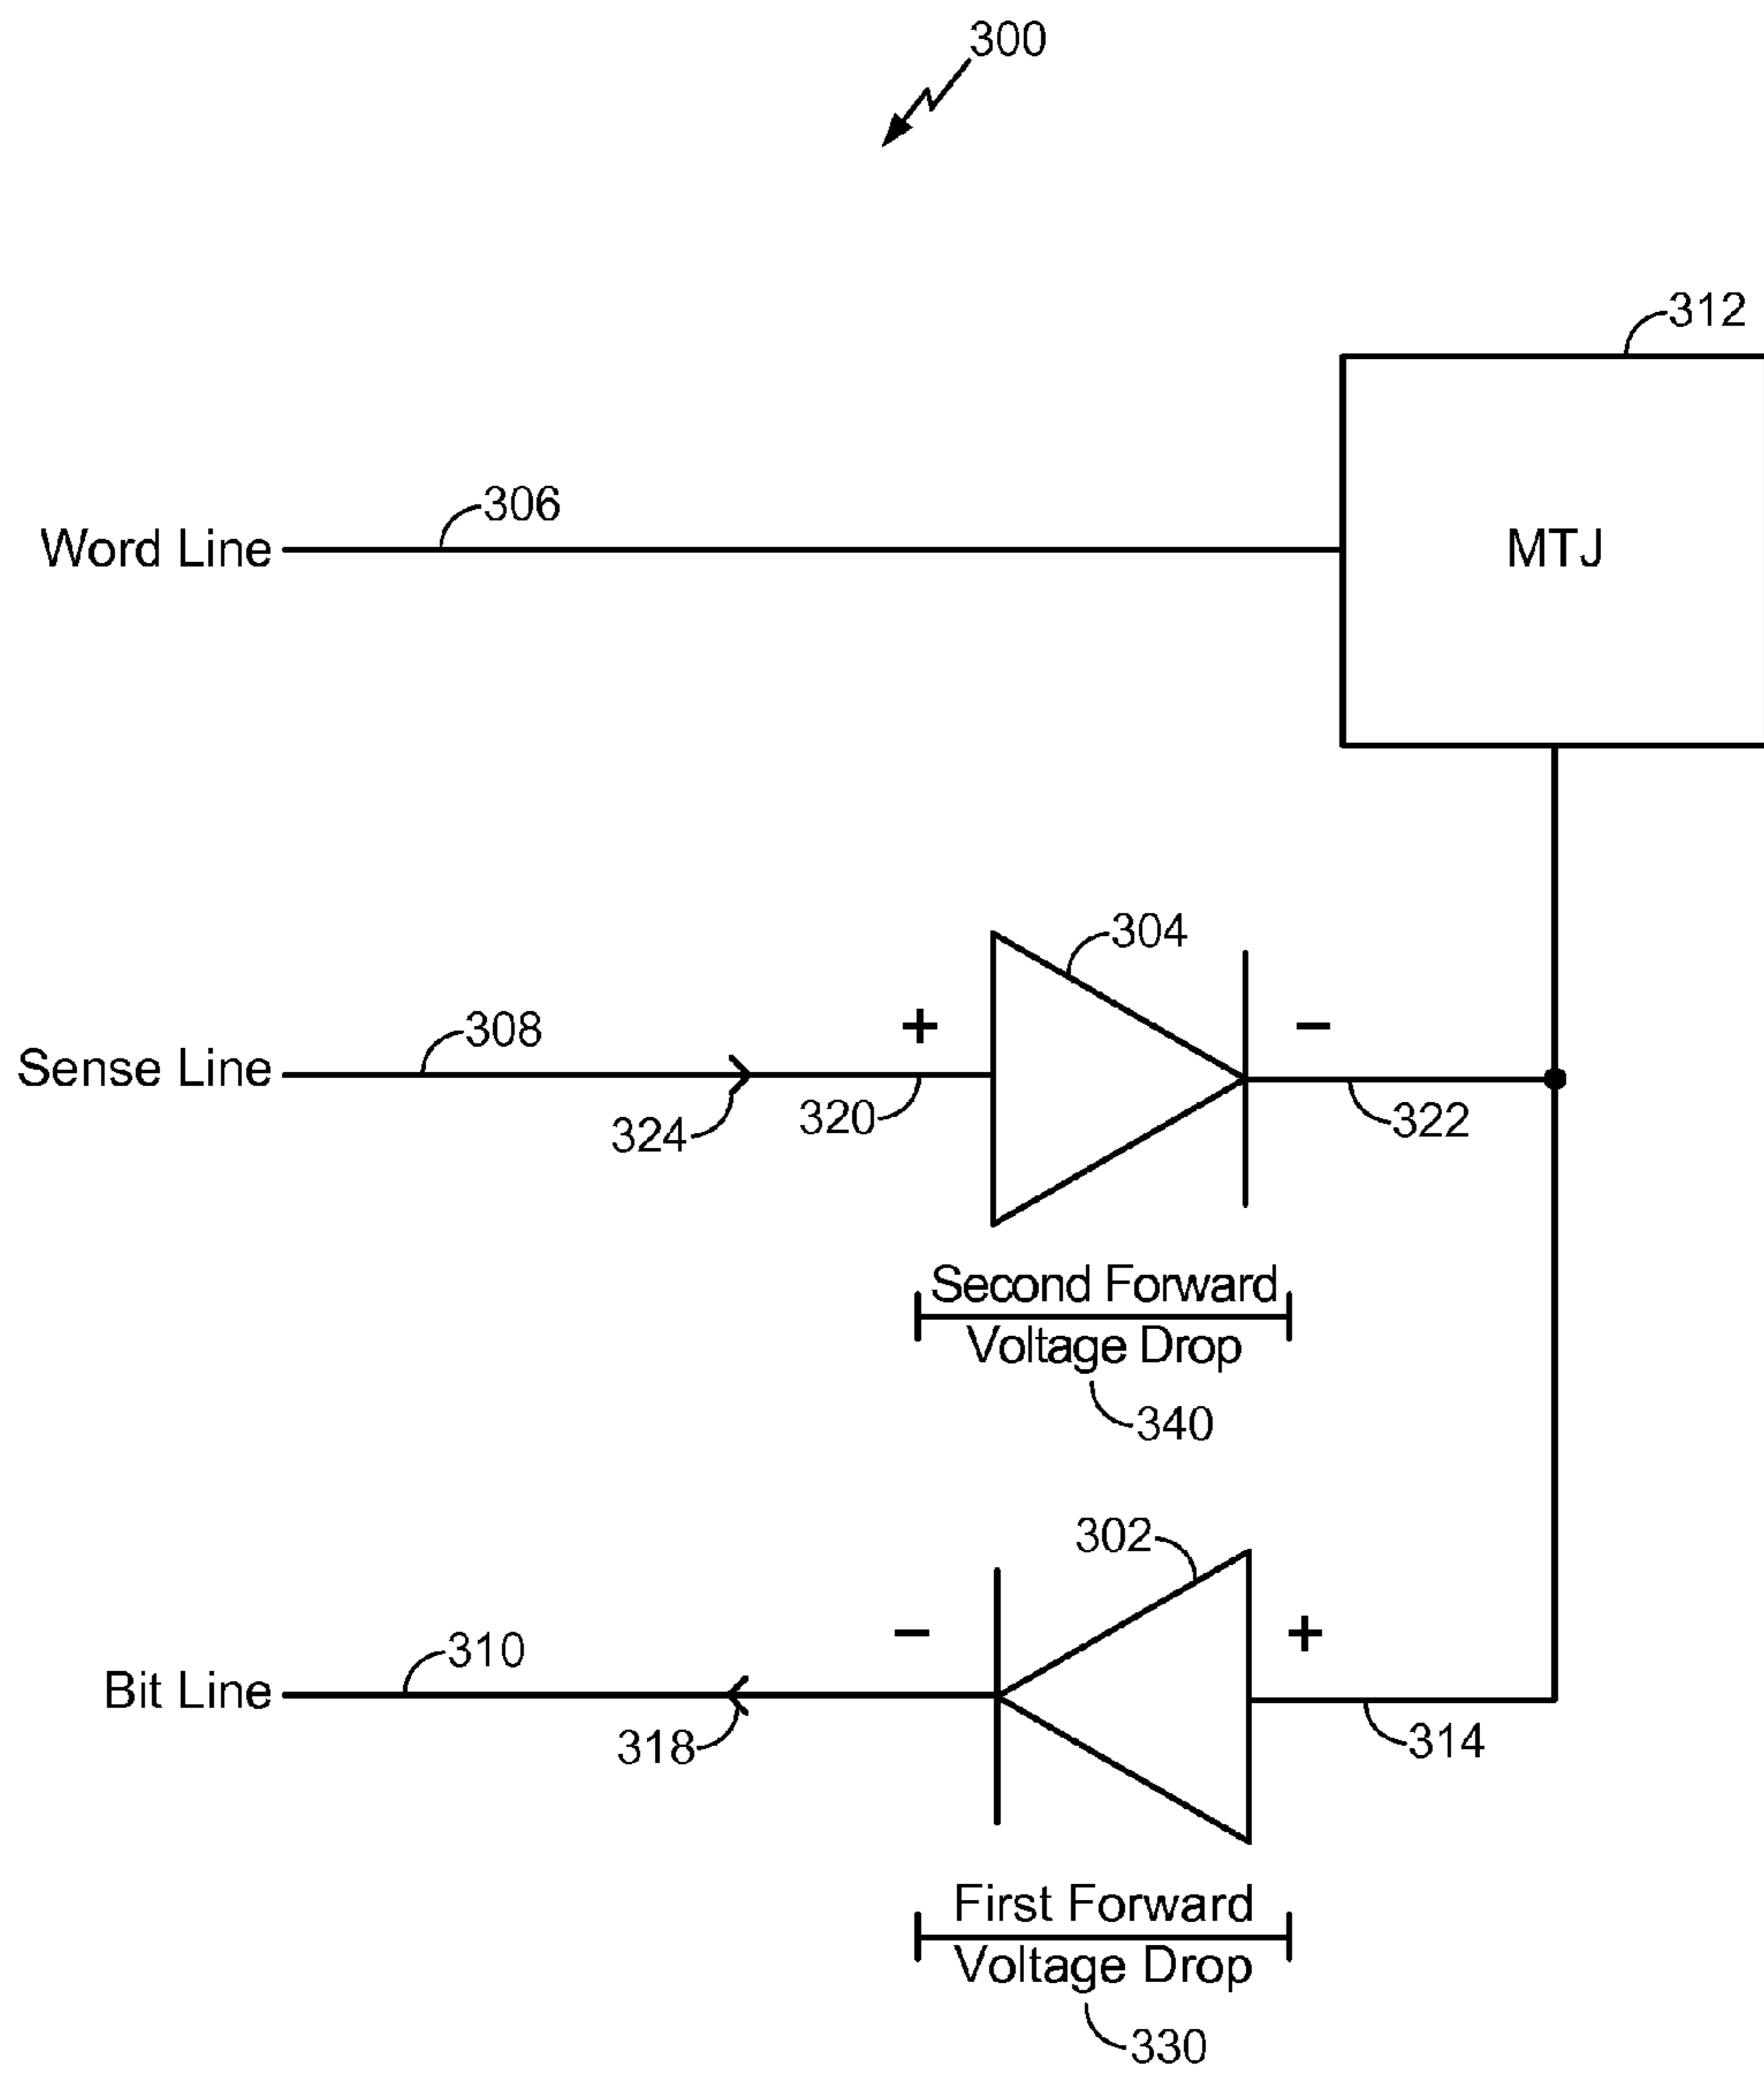 300
312
306
Word Line
MTJ
304
308
+
−
Sense Line
324
320
322
Second Forward
Voltage Drop
340
302
310
−
+
Bit Line
318
314
First Forward
Voltage Drop
330